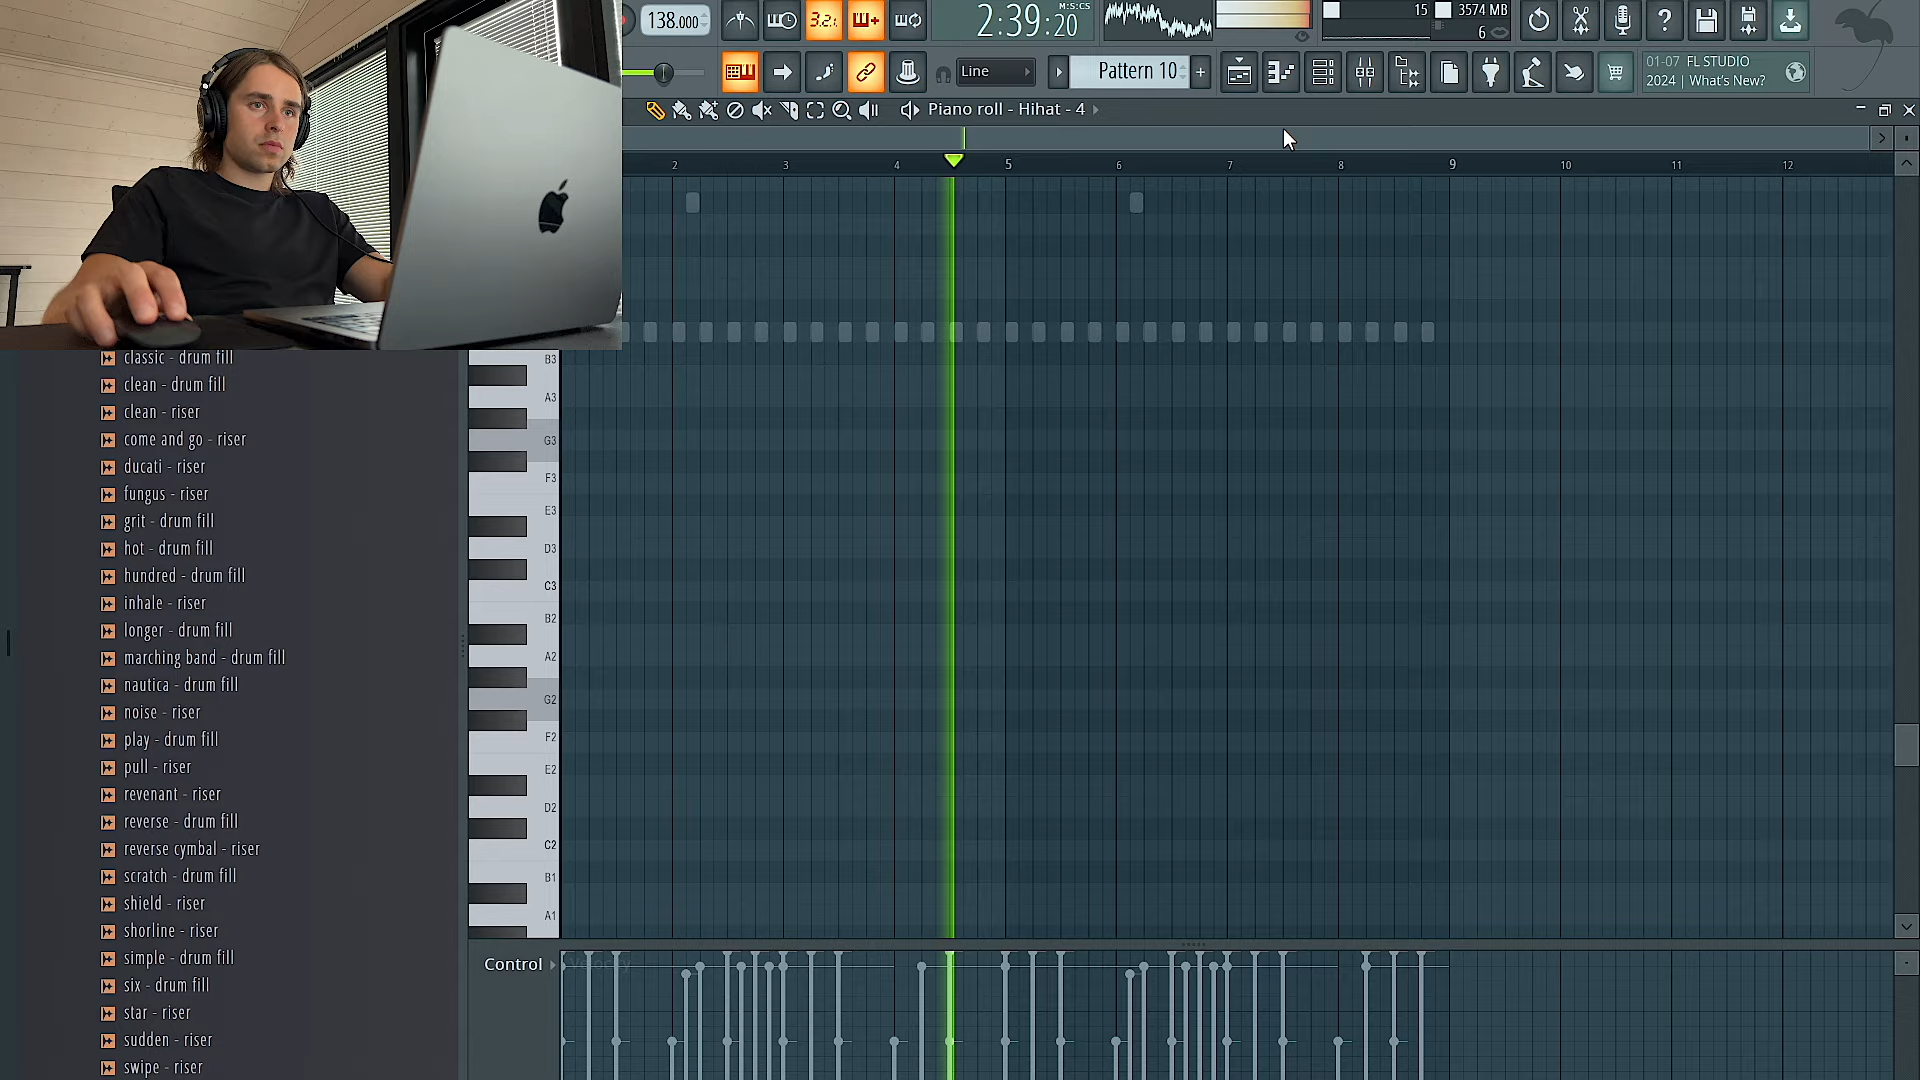 138.000
3.2.
2:39:20
M:S:CS
15
3574 MB
6
Line
Pattern 10
+
01-07 FL STUDIO
2024 | What's New?
Piano roll - Hihat - 4
2 3 4 5 6 7 8 9 10 11 12
classic - drum fill
clean - drum fill
clean - riser
come and go - riser
ducati - riser
fungus - riser
grit - drum fill
hot - drum fill
hundred - drum fill
inhale - riser
longer - drum fill
marching band - drum fill
nautica - drum fill
noise - riser
play - drum fill
pull - riser
revenant - riser
reverse - drum fill
reverse cymbal - riser
scratch - drum fill
shield - riser
shorline - riser
simple - drum fill
six - drum fill
star - riser
sudden - riser
swipe - riser
B3
A3
G3
F3
E3
D3
C3
B2
A2
G2
F2
E2
D2
C2
B1
A1
Control
Velocity